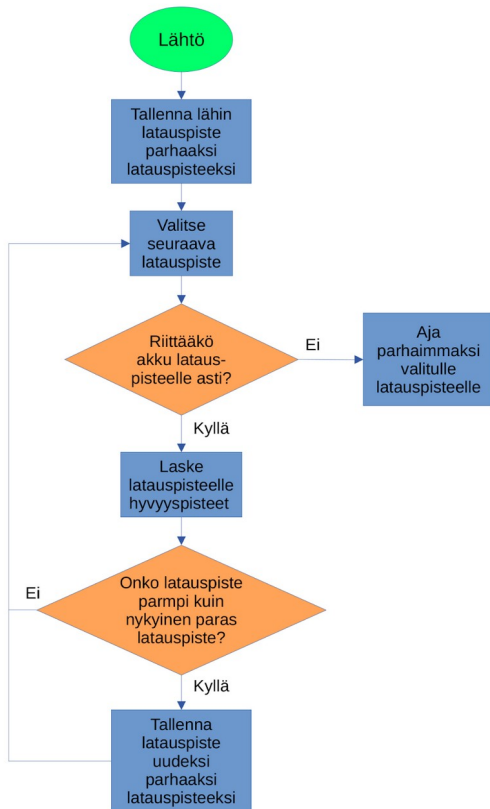 Lähtö
Tallenna lähin
latauspiste
parhaaksi
latauspisteeksi
Valitse
seuraava
latauspiste
Riittääkö
akku lataus-
pisteelle asti?
Ei
Aja
parhaimmaksi
valitulle
latauspisteelle
Kyllä
Laske
latauspisteelle
hyvyyspisteet
Onko latauspiste
parmpi kuin
nykyinen paras
latauspiste?
Ei
Kyllä
Tallenna
latauspiste
uudeksi
parhaaksi
latauspisteeksi